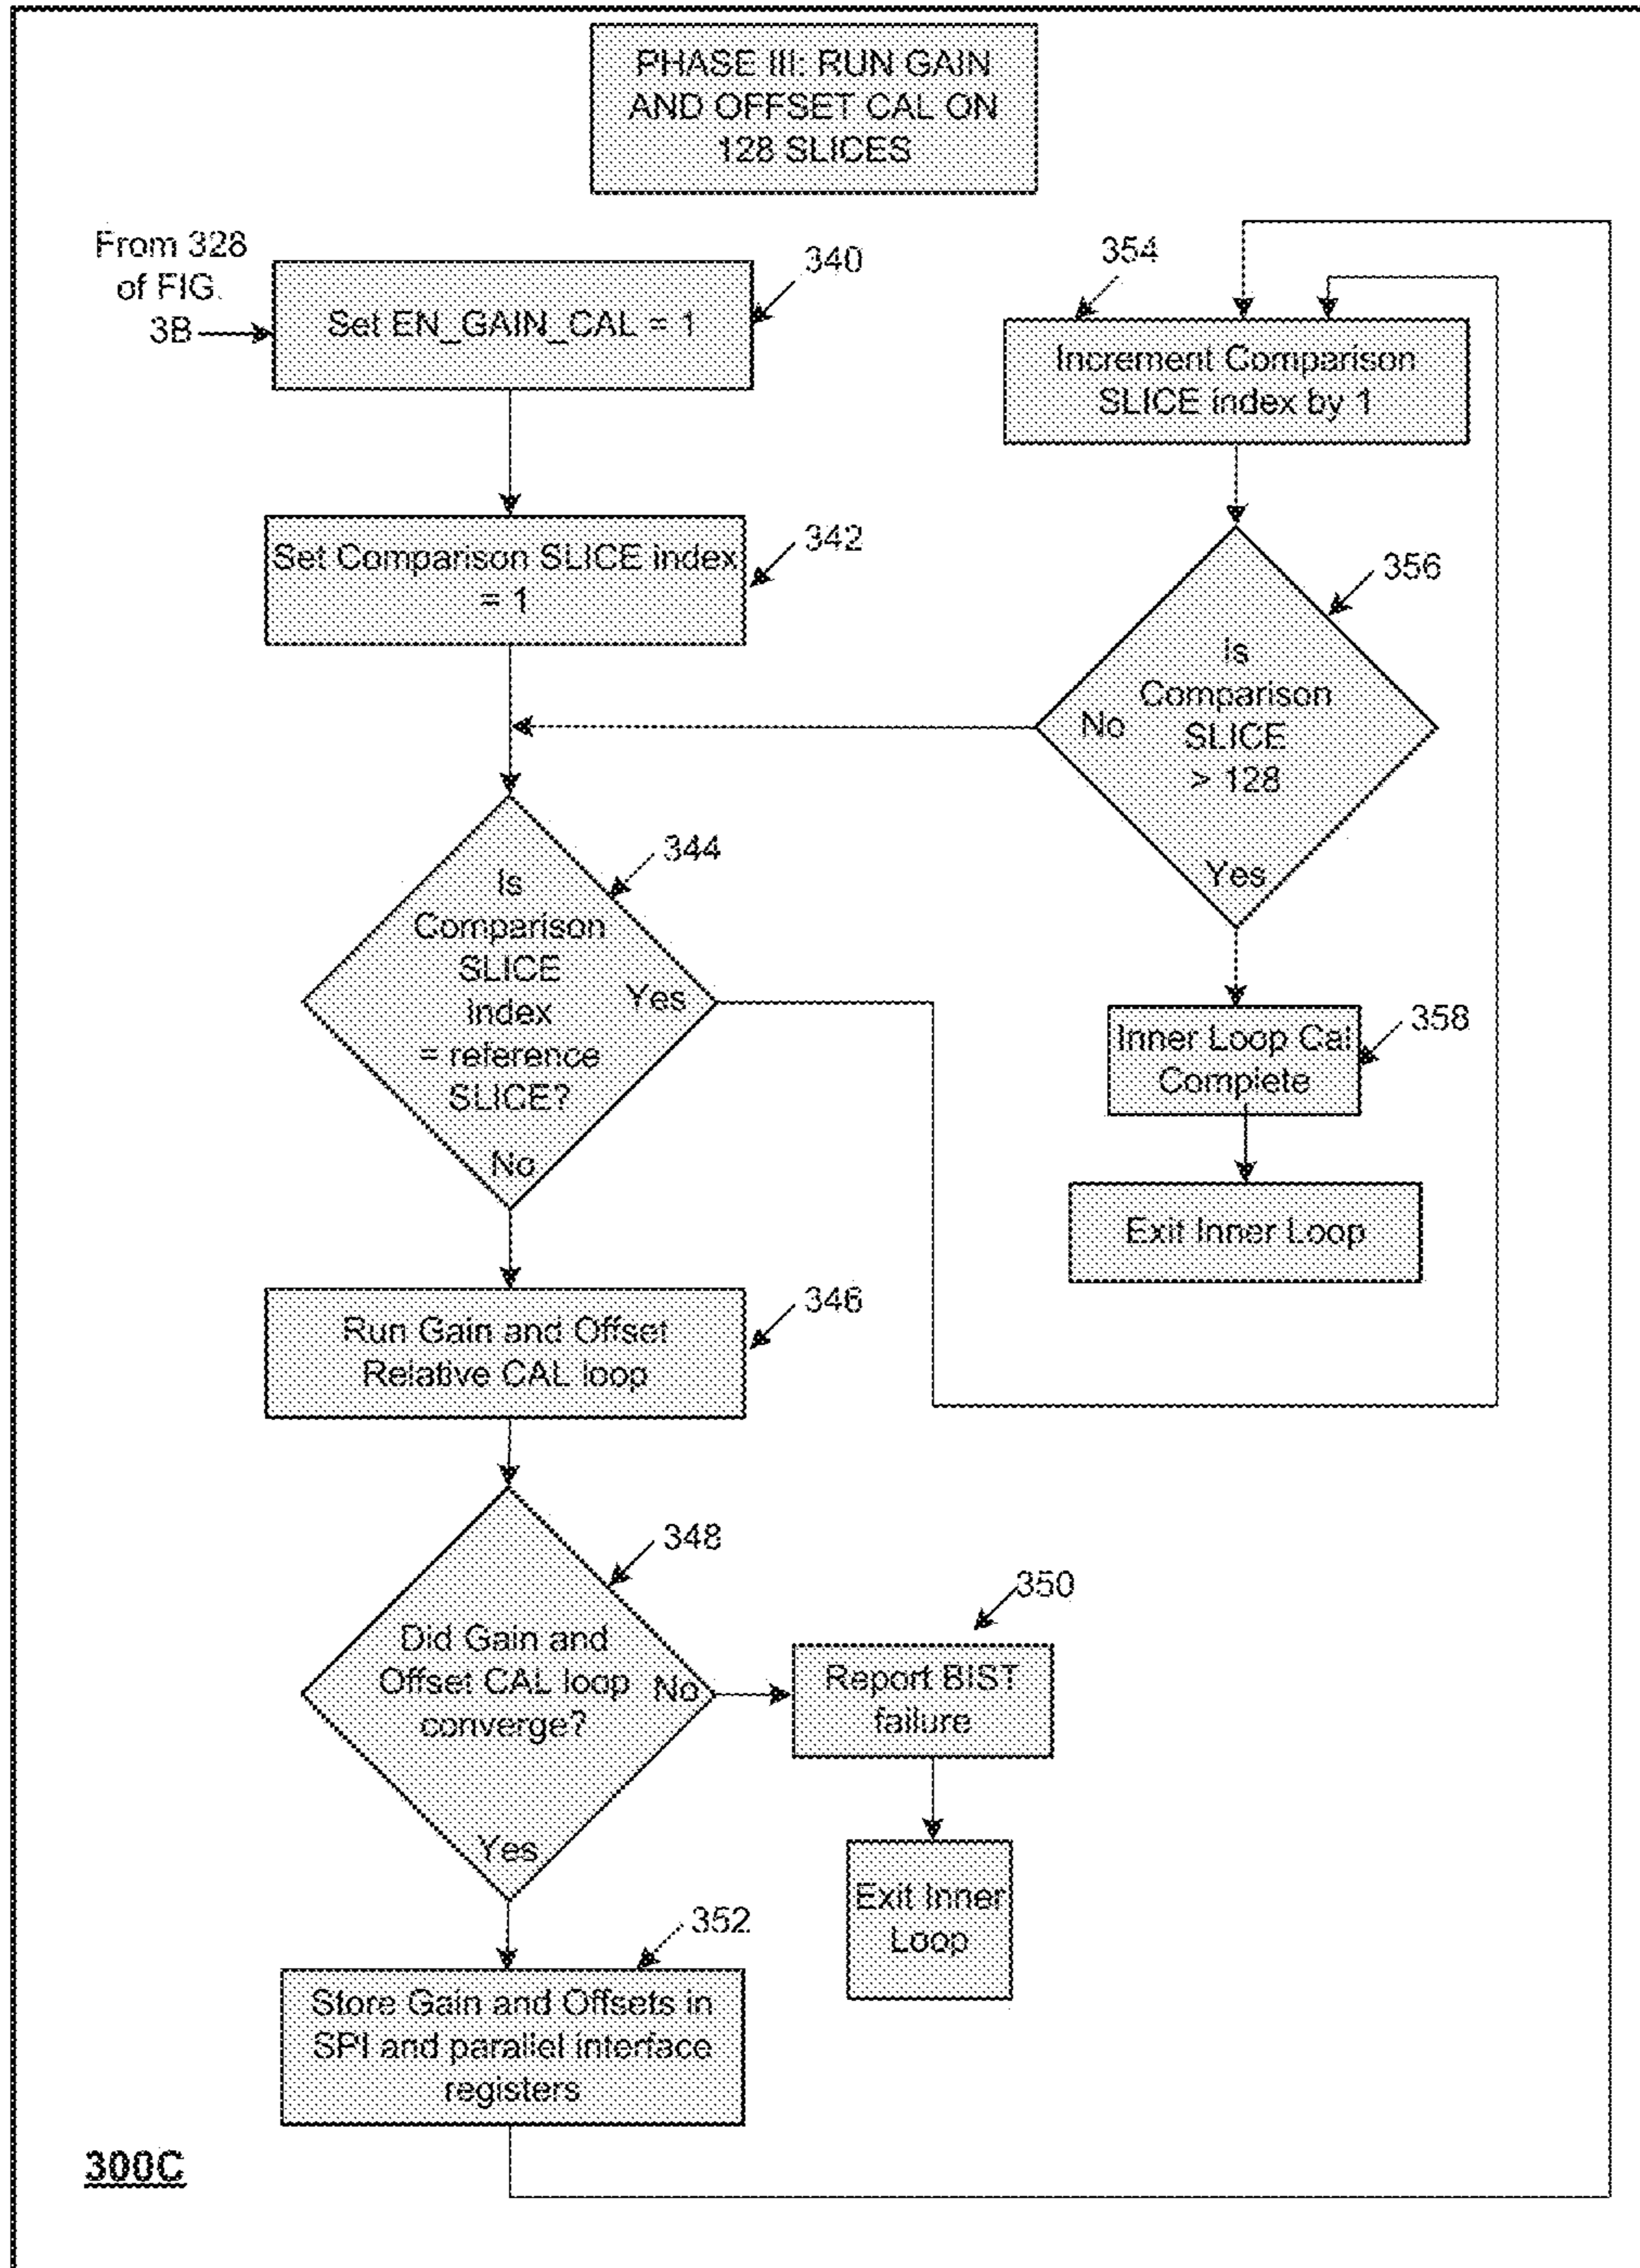 PHASE III: RUN GAIN
AND OFFSET CAL ON
128 SLICES
From 328
of FIG.
3B
340
Set EN_GAIN_CAL = 1
342
Set Comparison SLICE index
= 1
344
Is
Comparison
SLICE
index
= reference
SLICE?
Yes
No
346
Run Gain and Offset
Relative CAL loop
348
Did Gain and
Offset CAL loop
converge?
No
Yes
350
Report BIST
failure
Exit Inner
Loop
352
Store Gain and Offsets in
SPI and parallel interface
registers
354
Increment Comparison
SLICE index by 1
356
Is
Comparison
SLICE
> 128
No
Yes
358
Inner Loop Cal
Complete
Exit Inner Loop
300C